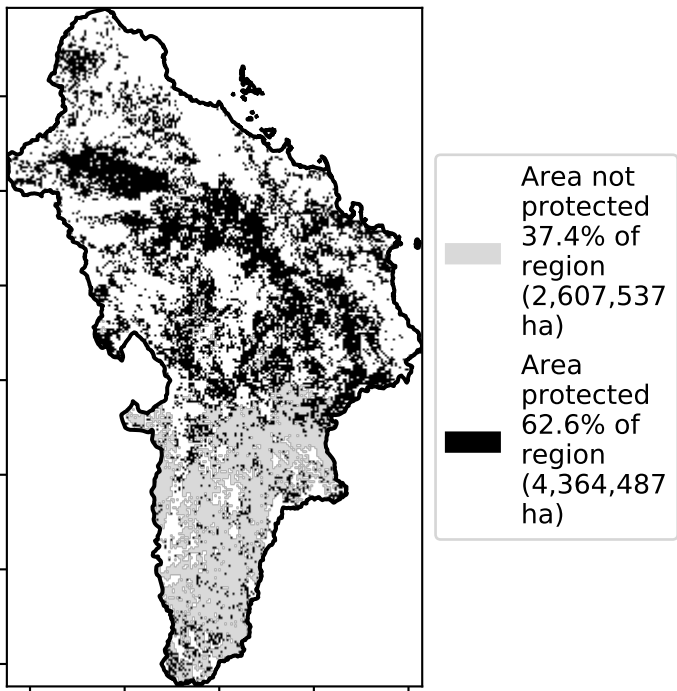 Area not
protected
37.4% of
region
(2,607,537
ha)
Area
protected
62.6% of
region
(4,364,487
ha)